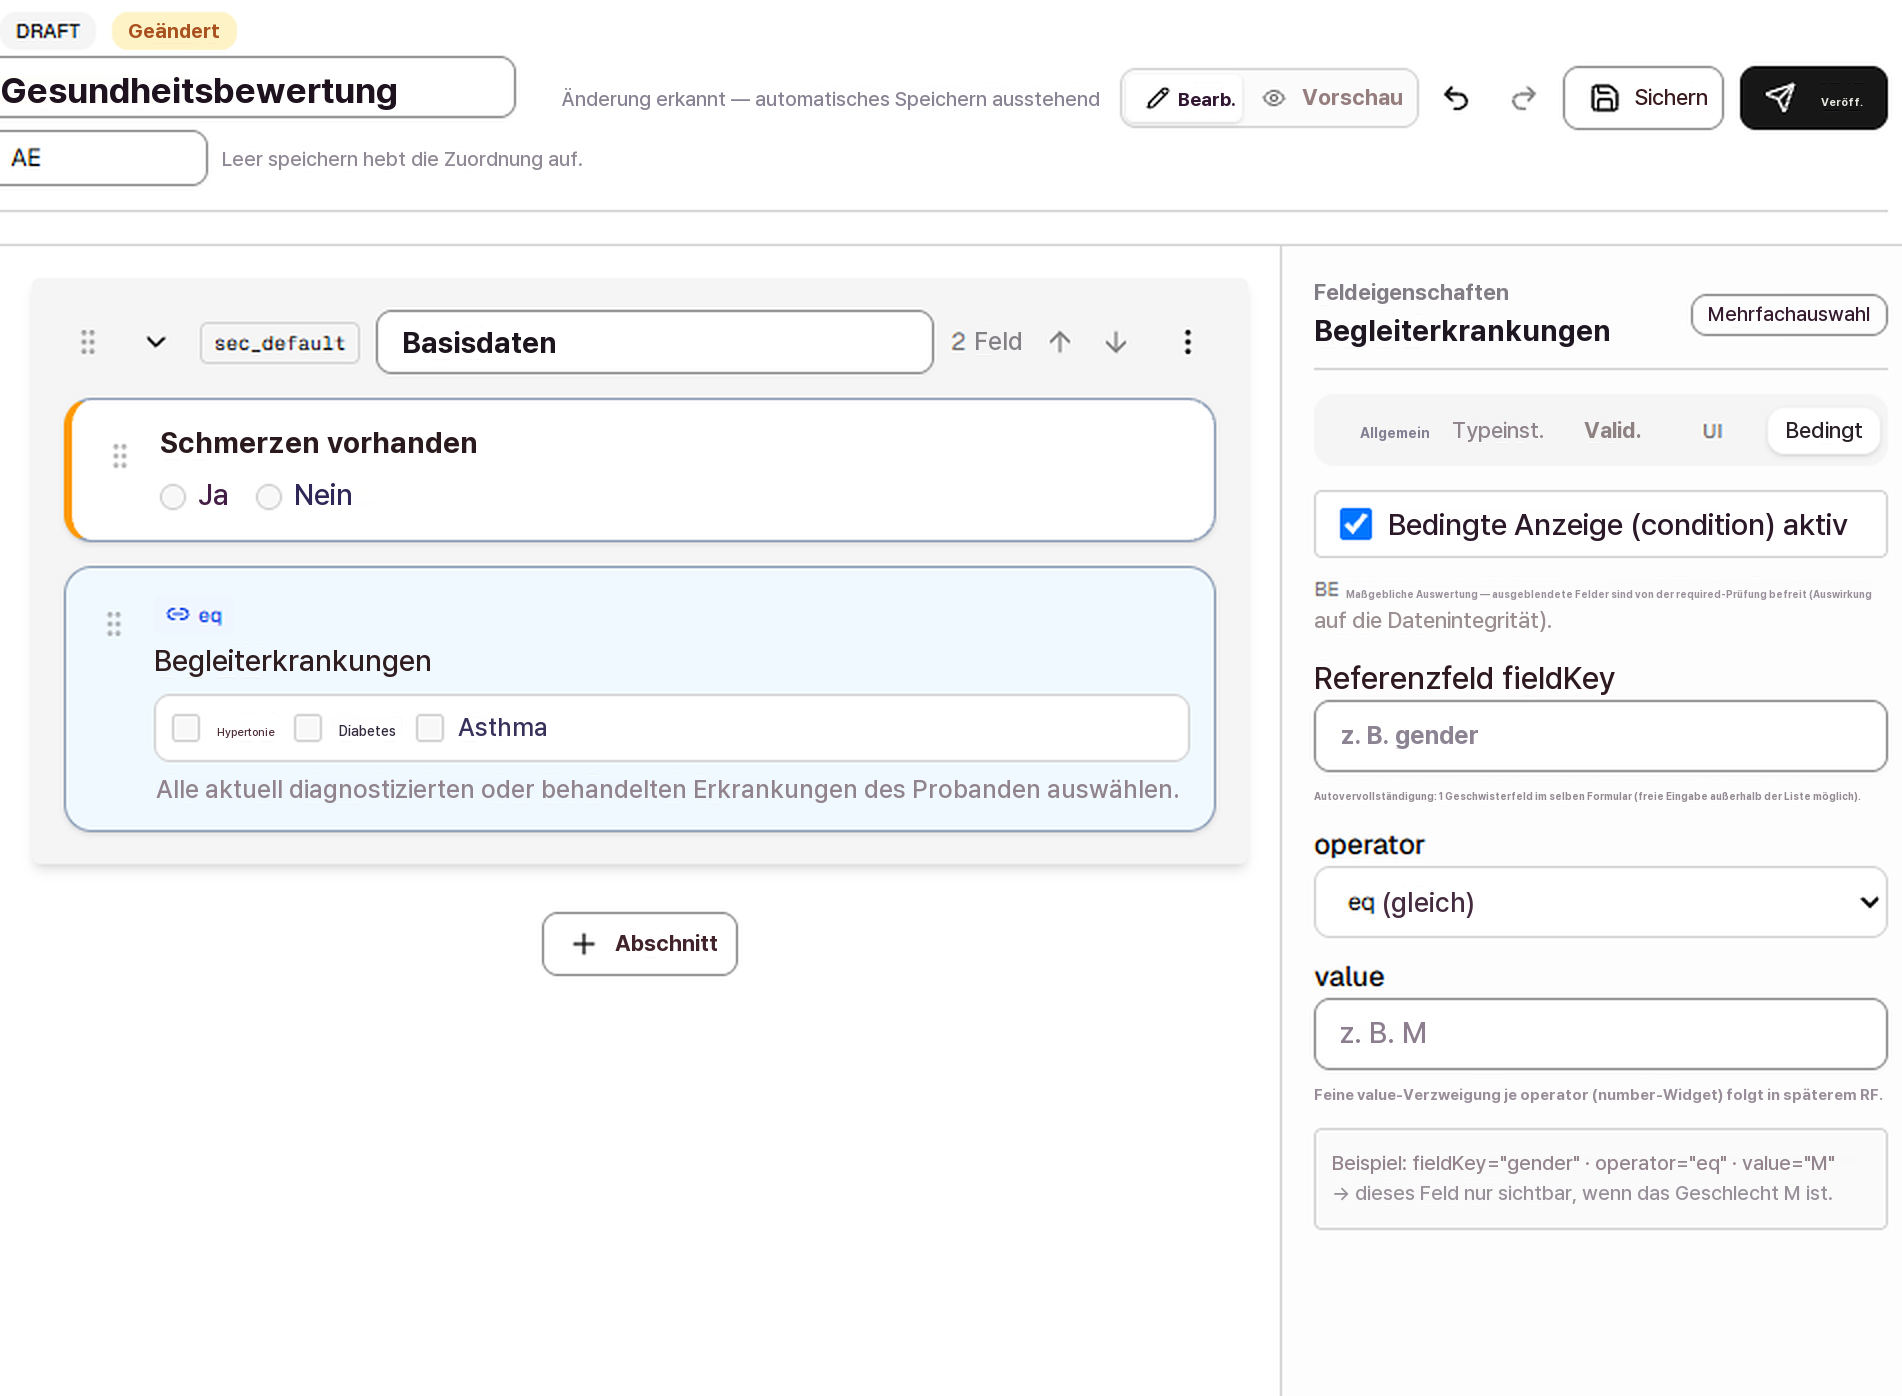 DRAFT Geändert
Gesundheitsbewertung
Änderung erkannt — automatisches Speichern ausstehend
Bearb. Vorschau
Sichern
Veröff.
AE
Leer speichern hebt die Zuordnung auf.
sec_default
Basisdaten
2 Feld
Schmerzen vorhanden
Ja Nein
eq
Begleiterkrankungen
Hypertonie Diabetes Asthma
Alle aktuell diagnostizierten oder behandelten Erkrankungen des Probanden auswählen.
Abschnitt
Feldeigenschaften
Begleiterkrankungen
Mehrfachauswahl
Allgemein Typeinst. Valid. UI Bedingt
Bedingte Anzeige (condition) aktiv
BE Maßgebliche Auswertung — ausgeblendete Felder sind von der required-Prüfung befreit (Auswirkung
auf die Datenintegrität).
Referenzfeld fieldKey
z. B. gender
Autovervollständigung: 1 Geschwisterfeld im selben Formular (freie Eingabe außerhalb der Liste möglich).
operator
eq (gleich)
value
z. B. M
Feine value-Verzweigung je operator (number-Widget) folgt in späterem RF.
Beispiel: fieldKey="gender" · operator="eq" · value="M"
→ dieses Feld nur sichtbar, wenn das Geschlecht M ist.